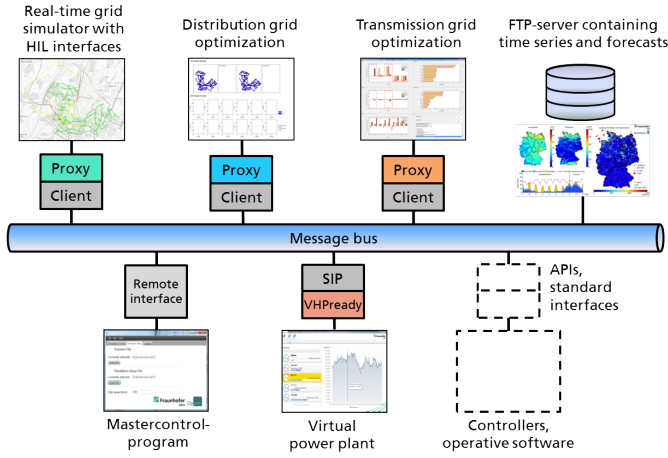 Real-time grid
simulator with
HIL interfaces
Distribution grid
optimization
Transmission grid
optimization
FTP-server containing
time series and forecasts
Proxy
Client
Proxy
Client
Proxy
Client
Message bus
Remote
interface
SIP
VHPready
APIs,
standard
interfaces
Fraunhofer
Mastercontrol-
program
Virtual
power plant
Controllers,
operative software